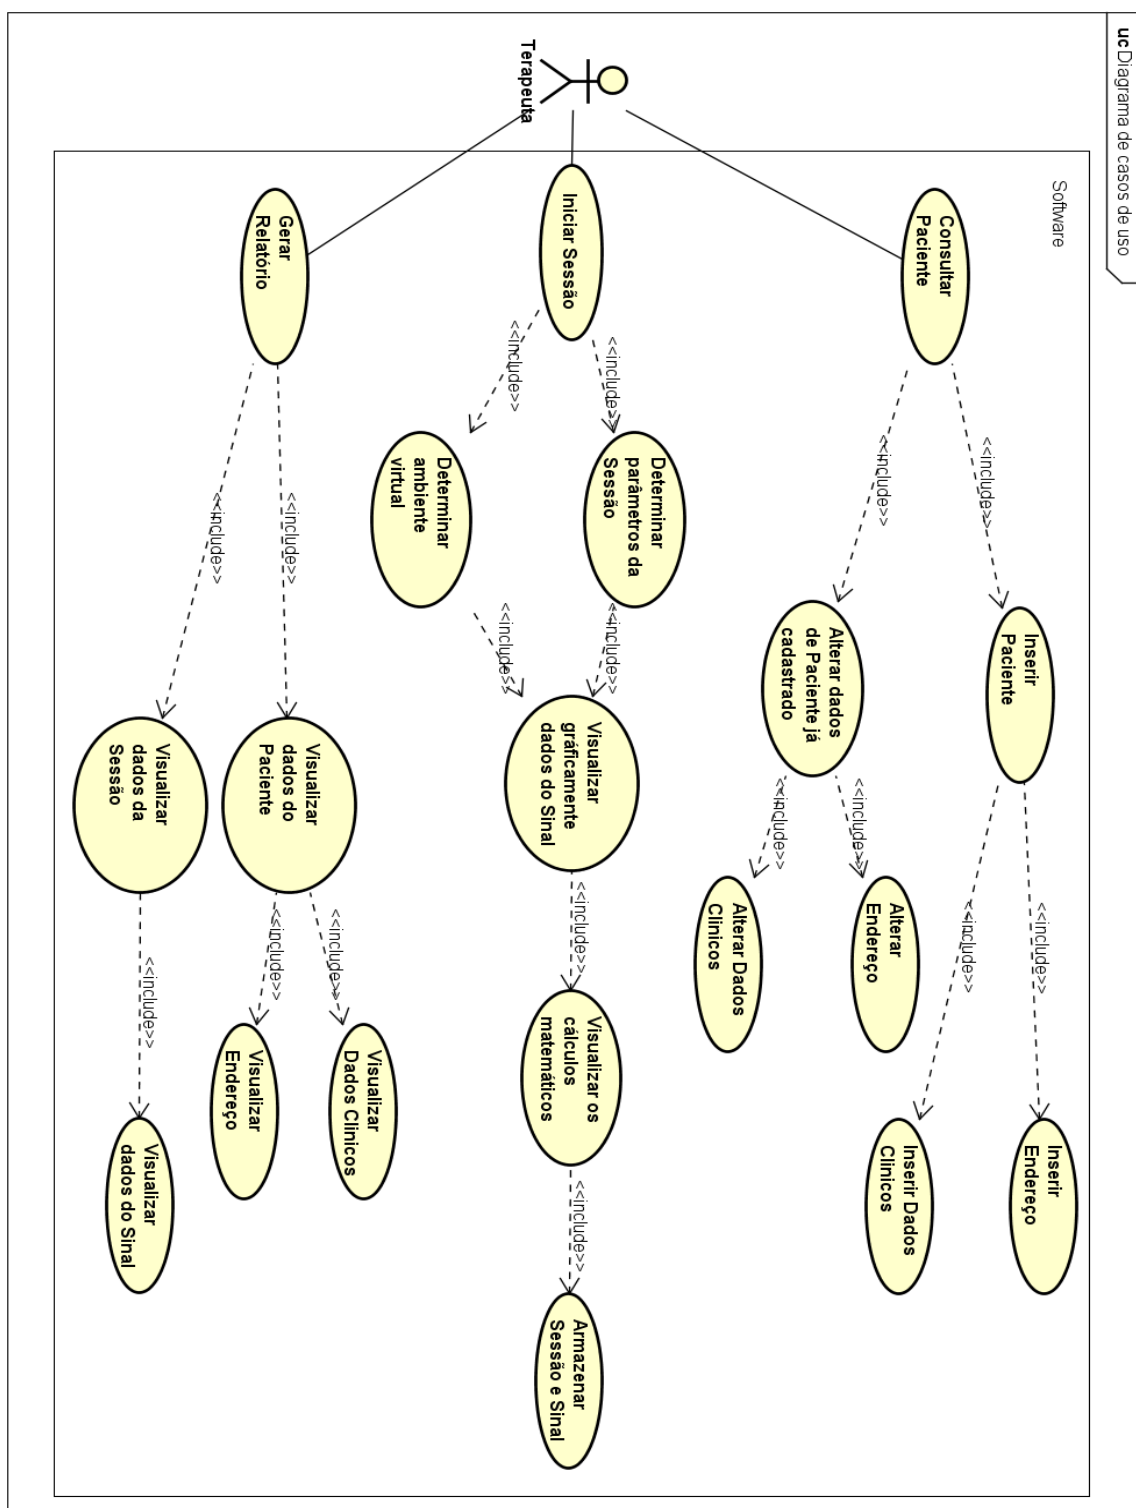 uc Diagrama de casos de uso
Software
Terapeuta
Consultar
Paciente
<<include>>
<<include>>
Inserir
Paciente
<<include>>
<<include>>
Inserir
Endereço
Inserir Dados
Clinicos
Alterar dados
de Paciente já
cadastrado
<<include>>
<<include>>
Alterar
Endereço
Alterar Dados
Clinicos
Iniciar Sessão
<<include>>
<<include>>
Determinar
parâmetros da
Sessão
Determinar
ambiente
virtual
<<include>>
<<include>>
Visualizar
gráficamente
dados do Sinal
<<include>>
Visualizar os
cálculos
matemáticos
<<include>>
Armazenar
Sessão e Sinal
Gerar
Relatório
<<include>>
<<include>>
Visualizar
dados do
Paciente
<<include>>
<<include>>
Visualizar
Dados Clinicos
Visualizar
Endereço
Visualizar
dados da
Sessão
<<include>>
Visualizar
dados do Sinal